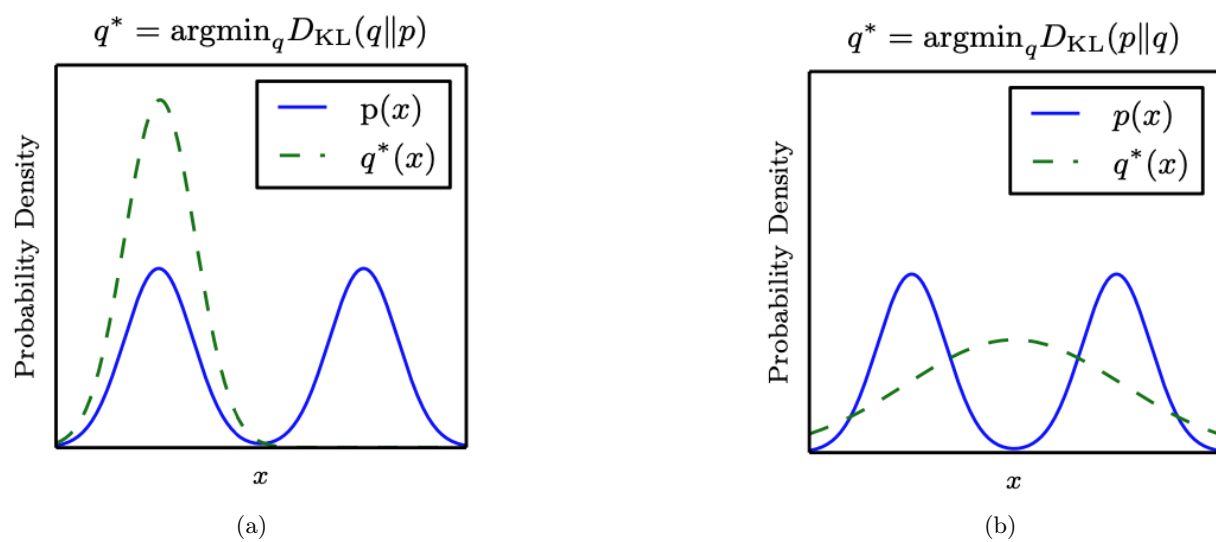 q* = argmin_q D_KL(q‖p)
p(x)
q*(x)
Probability Density
x
(a)
q* = argmin_q D_KL(p‖q)
p(x)
q*(x)
Probability Density
x
(b)